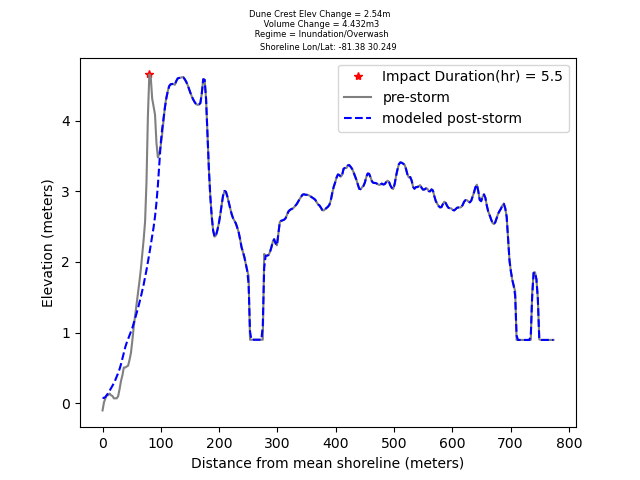 Dune Crest Elev Change = 2.54m
Volume Change = 4.432m3
Regime = Inundation/Overwash
Shoreline Lon/Lat: -81.38 30.249
Impact Duration(hr) = 5.5
pre-storm
modeled post-storm
Elevation (meters)
4
3
2
1
0
0 100 200 300 400 500 600 700 800
Distance from mean shoreline (meters)